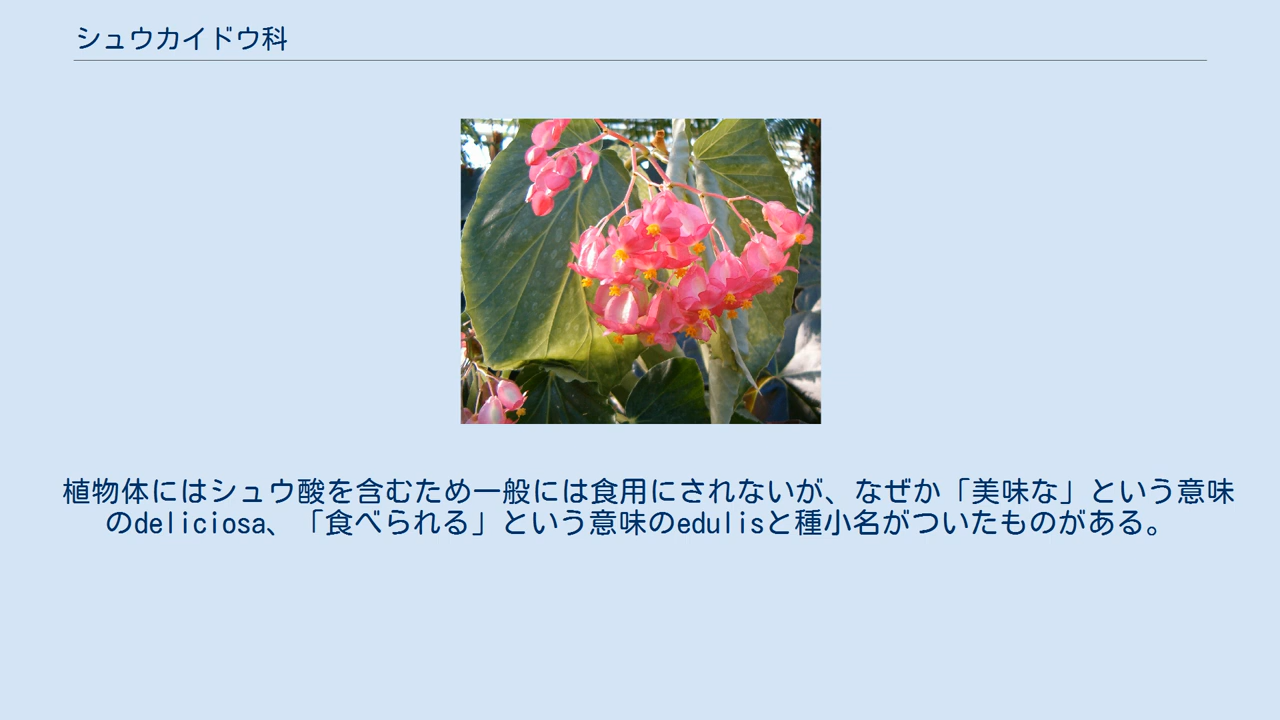 シュウカイドウ科
植物体にはシュウ酸を含むため一般には食用にされないが、なぜか「美味な」という意味
のdeliciosa、「食べられる」という意味のedulisと種小名がついたものがある。